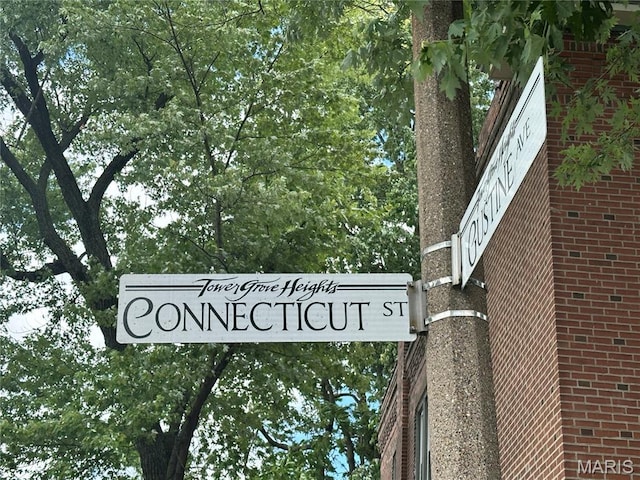 Tower Grove Heights
CONNECTICUT ST
GUSTINE AVE
MARIS